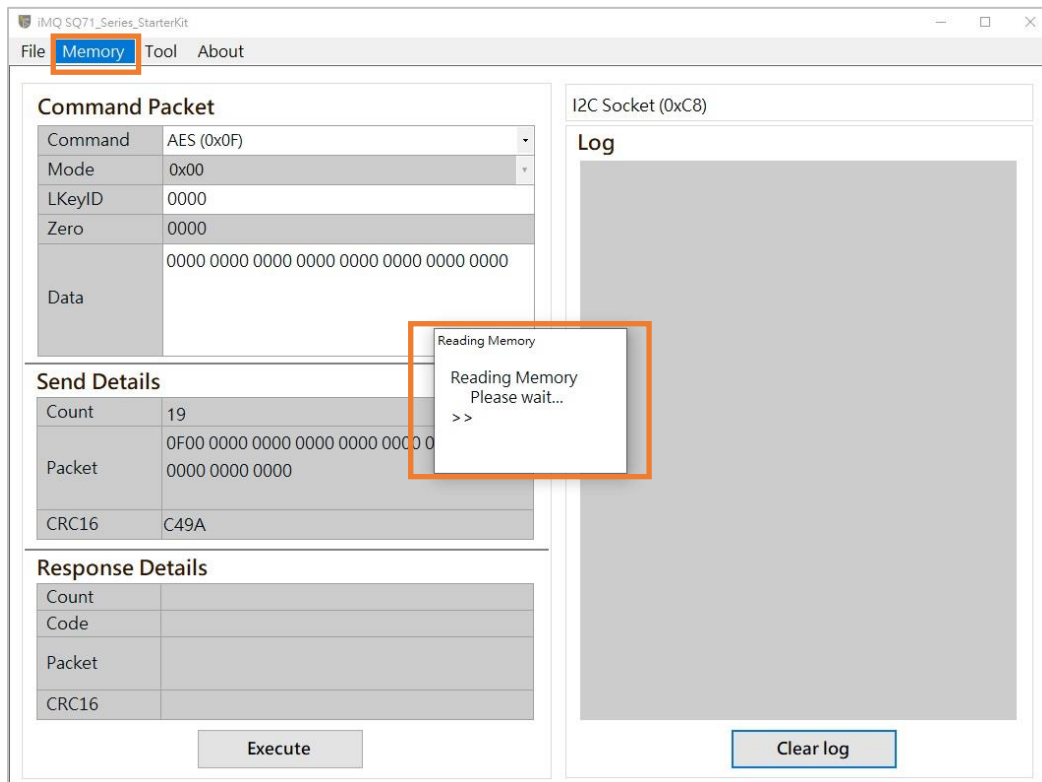 iMQ SQ71_Series_StarterKit
File Memory Tool About
Command Packet
Command AES (0x0F)
Mode 0x00
LKeyID 0000
Zero 0000
Data 0000 0000 0000 0000 0000 0000 0000 0000
Send Details
Count 19
Packet 0F00 0000 0000 0000 0000 0000 0
0000 0000 0000
CRC16 C49A
Response Details
Count
Code
Packet
CRC16
Execute
I2C Socket (0xC8)
Log
Clear log
Reading Memory
Reading Memory
Please wait...
>>